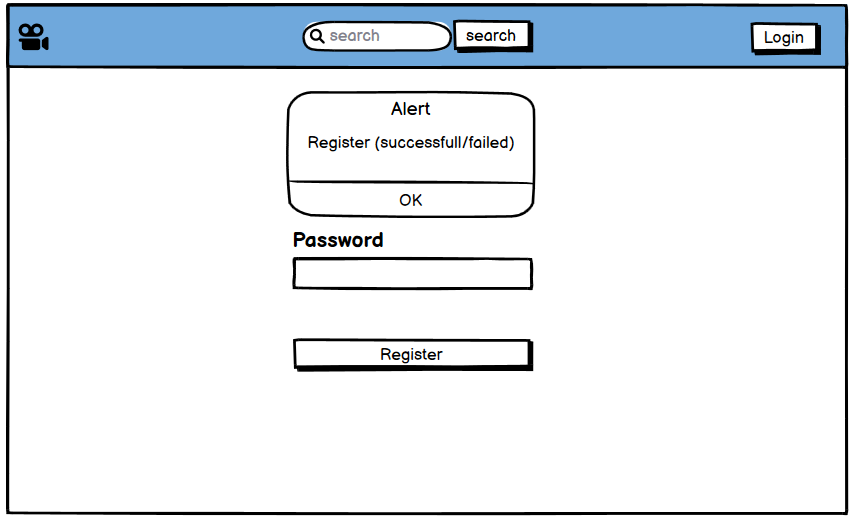 search
search
Login
Alert
Register (successfull/failed)
OK
Password
Register